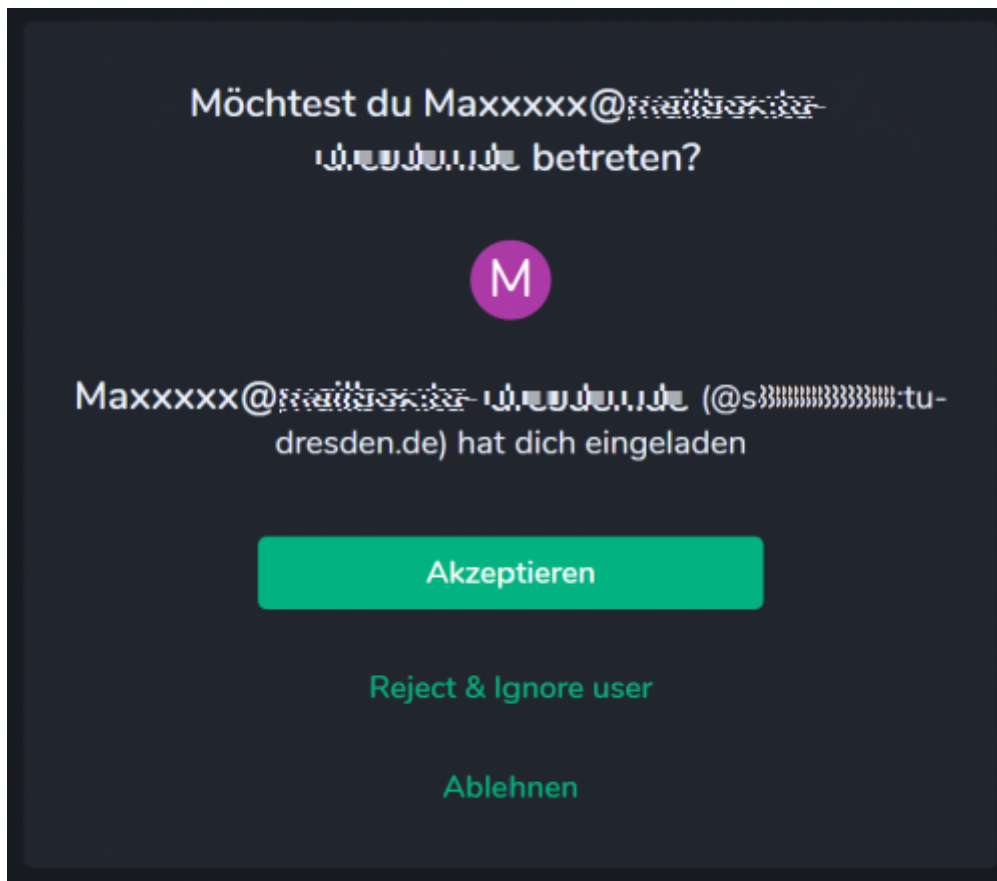 Möchtest du Maxxxxx@
betreten?
M
Maxxxxx@ (@s :tu-
dresden.de) hat dich eingeladen
Akzeptieren
Reject & Ignore user
Ablehnen